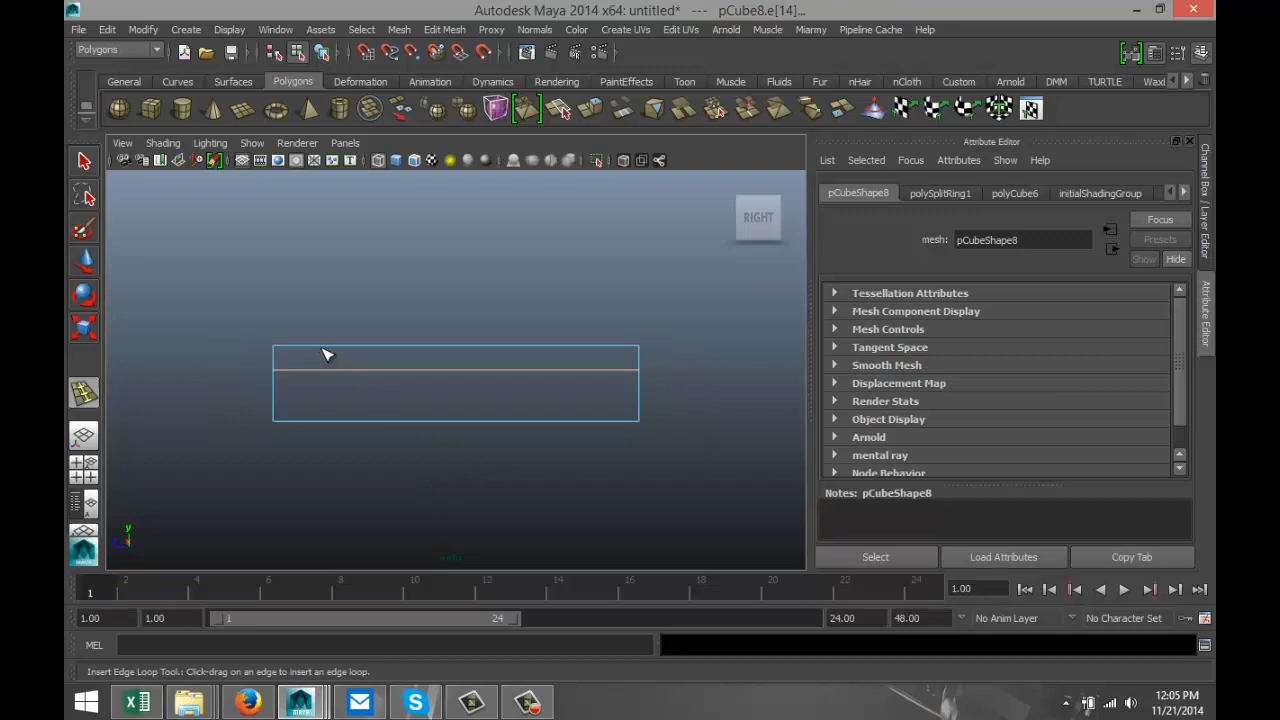 Autodesk Maya 2014 x64: untitled* --- pCube8.e[14]...
File Edit Modify Create Display Window Assets Select Mesh Edit Mesh Proxy Normals Color Create UVs Edit UVs Arnold Muscle Miarmy Pipeline Cache Help
Polygons
General Curves Surfaces Polygons Deformation Animation Dynamics Rendering PaintEffects Toon Muscle Fluids Fur nHair nCloth Custom Arnold DMM TURTLE Waxl
View Shading Lighting Show Renderer Panels
Attribute Editor
List Selected Focus Attributes Show Help
pCubeShape8 polySplitRing1 polyCube6 initialShadingGroup
RIGHT
mesh: pCubeShape8
Focus
Presets
Show Hide
Channel Box / Layer Editor
Attribute Editor
Tessellation Attributes
Mesh Component Display
Mesh Controls
Tangent Space
Smooth Mesh
Displacement Map
Render Stats
Object Display
Arnold
mental ray
Node Behavior
Notes: pCubeShape8
y
Select Load Attributes Copy Tab
2 4 6 8 10 12 14 16 18 20 22 24
1
1.00
1.00 1.00 1 24 24.00 48.00 No Anim Layer No Character Set
MEL
Insert Edge Loop Tool.: Click-drag on an edge to insert an edge loop.
12:05 PM
11/21/2014